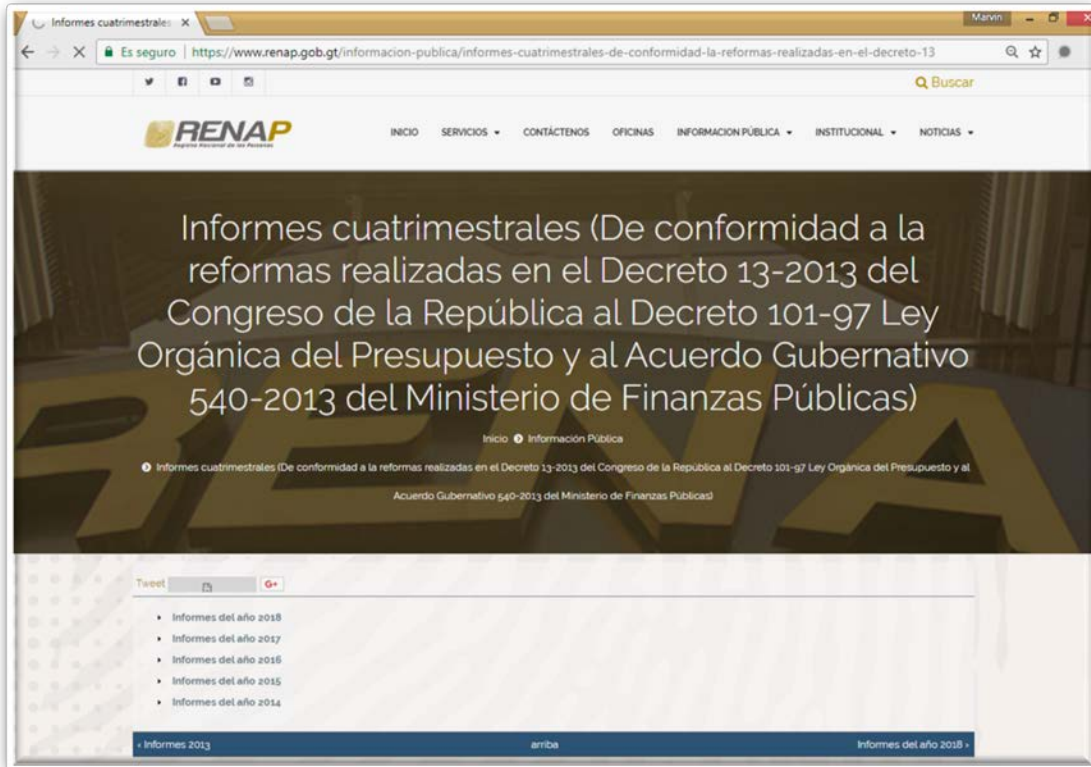 Informes cuatrimestrales
Marvin
Es seguro | https://www.renap.gob.gt/informacion-publica/informes-cuatrimestrales-de-conformidad-la-reformas-realizadas-en-el-decreto-13
Buscar
RENAP
Registro Nacional de las Personas
INICIO SERVICIOS CONTÁCTENOS OFICINAS INFORMACION PÚBLICA INSTITUCIONAL NOTICIAS
Informes cuatrimestrales (De conformidad a la
reformas realizadas en el Decreto 13-2013 del
Congreso de la República al Decreto 101-97 Ley
Orgánica del Presupuesto y al Acuerdo Gubernativo
540-2013 del Ministerio de Finanzas Públicas)
Inicio Información Pública
Informes cuatrimestrales (De conformidad a la reformas realizadas en el Decreto 13-2013 del Congreso de la República al Decreto 101-97 Ley Orgánica del Presupuesto y al
Acuerdo Gubernativo 540-2013 del Ministerio de Finanzas Públicas)
RENA
Tweet G+
Informes del año 2018
Informes del año 2017
Informes del año 2016
Informes del año 2015
Informes del año 2014
‹ Informes 2013 arriba Informes del año 2018 ›